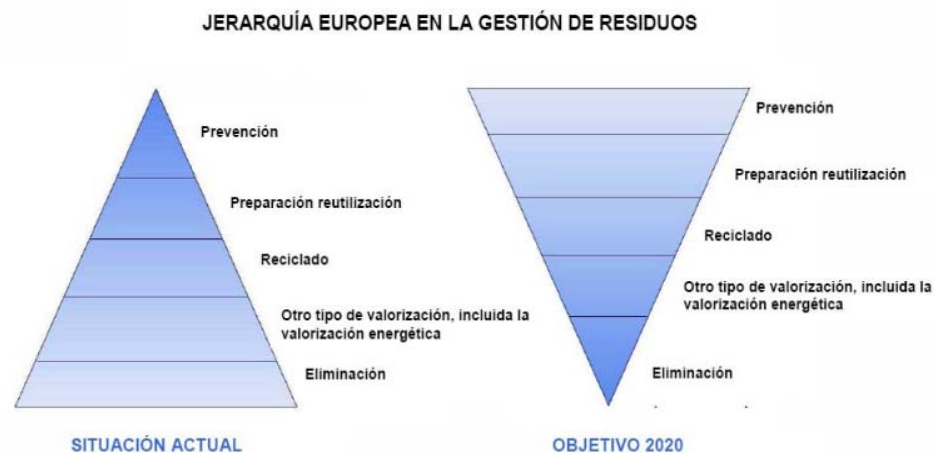 JERARQUÍA EUROPEA EN LA GESTIÓN DE RESIDUOS
Prevención
Preparación reutilización
Reciclado
Otro tipo de valorización, incluida la
valorización energética
Eliminación
SITUACIÓN ACTUAL
Prevención
Preparación reutilización
Reciclado
Otro tipo de valorización, incluida la
valorización energética
Eliminación
OBJETIVO 2020